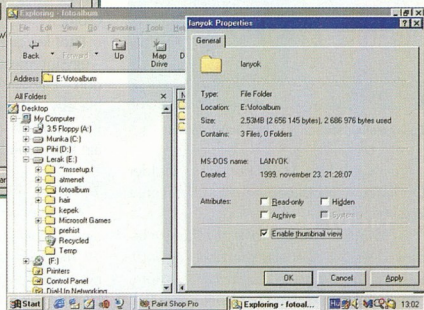 Exploring - fotoalbum
File Edit View Go Favorites Tools Help
Back Forward Up Map Drive
Address E:\fotoalbum
All Folders
Desktop
My Computer
3.5 Floppy (A:)
Munka (C:)
Pihi (D:)
Lerak (E:)
~mssetup.t
atmenet
fotoalbum
hair
kepek
Microsoft Games
prehist
Recycled
Temp
(F:)
Printers
Control Panel
Dial-Up Networking
lanyok Properties
General
lanyok
Type: File Folder
Location: E:\fotoalbum
Size: 2.53MB (2 656 145 bytes), 2 686 976 bytes used
Contains: 3 Files, 0 Folders
MS-DOS name: LANYOK
Created: 1999. november 23. 21:28:07
Attributes: Read-only Hidden
Archive System
Enable thumbnail view
OK Cancel Apply
Start Paint Shop Pro Exploring - fotoal... 13:02